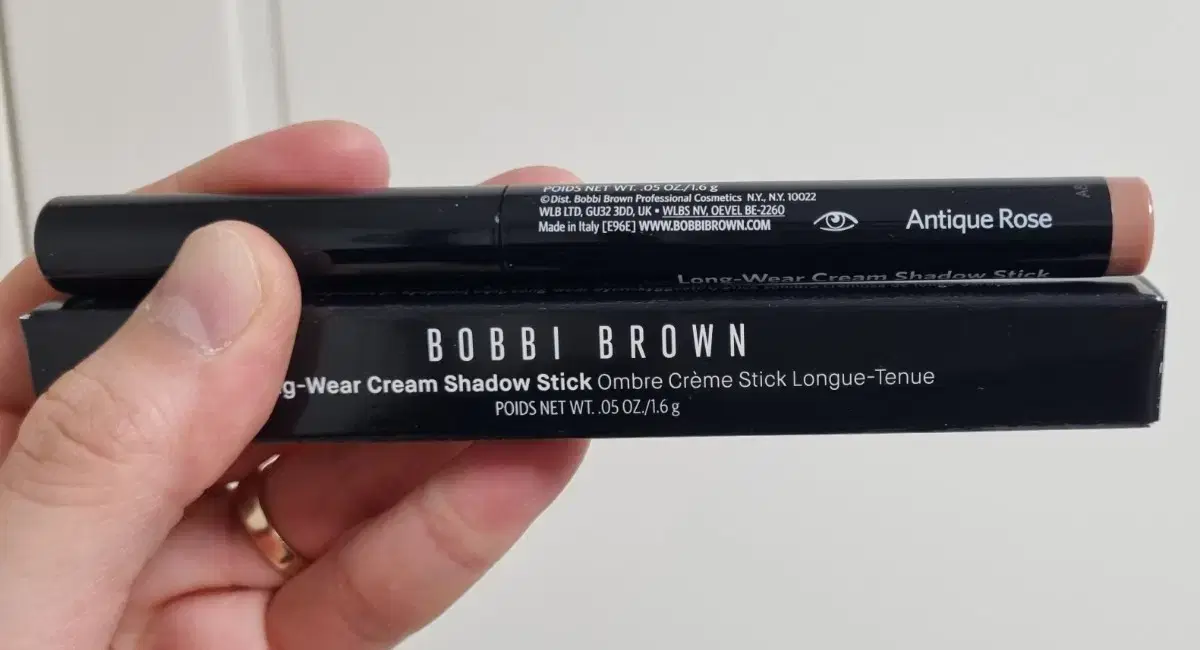 POIDS NET WT. .05 OZ./1.6 g
© Dist. Bobbi Brown Professional Cosmetics N.Y., N.Y. 10022
WLB LTD, GU32 3DD, UK • WLBS NV. OEVEL BE-2260
Made in Italy [E96E] WWW.BOBBIBROWN.COM
Antique Rose
Long-Wear Cream Shadow Stick
BOBBI BROWN
g-Wear Cream Shadow Stick Ombre Crème Stick Longue-Tenue
POIDS NET WT. .05 OZ./1.6 g